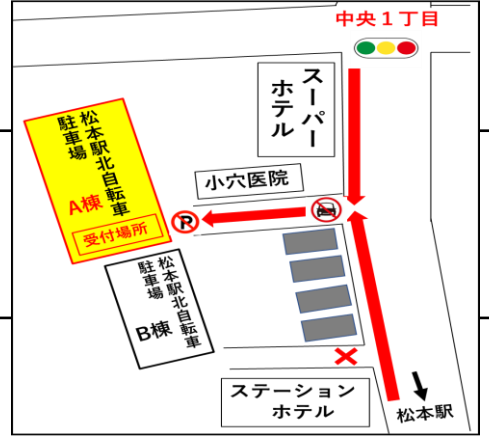 中央１丁目
スーパー
ホテル
松本駅北自転車
駐車場
A棟
受付場所
小穴医院
P
松本駅北自転車
駐車場
B棟
ステーション
ホテル
松本駅